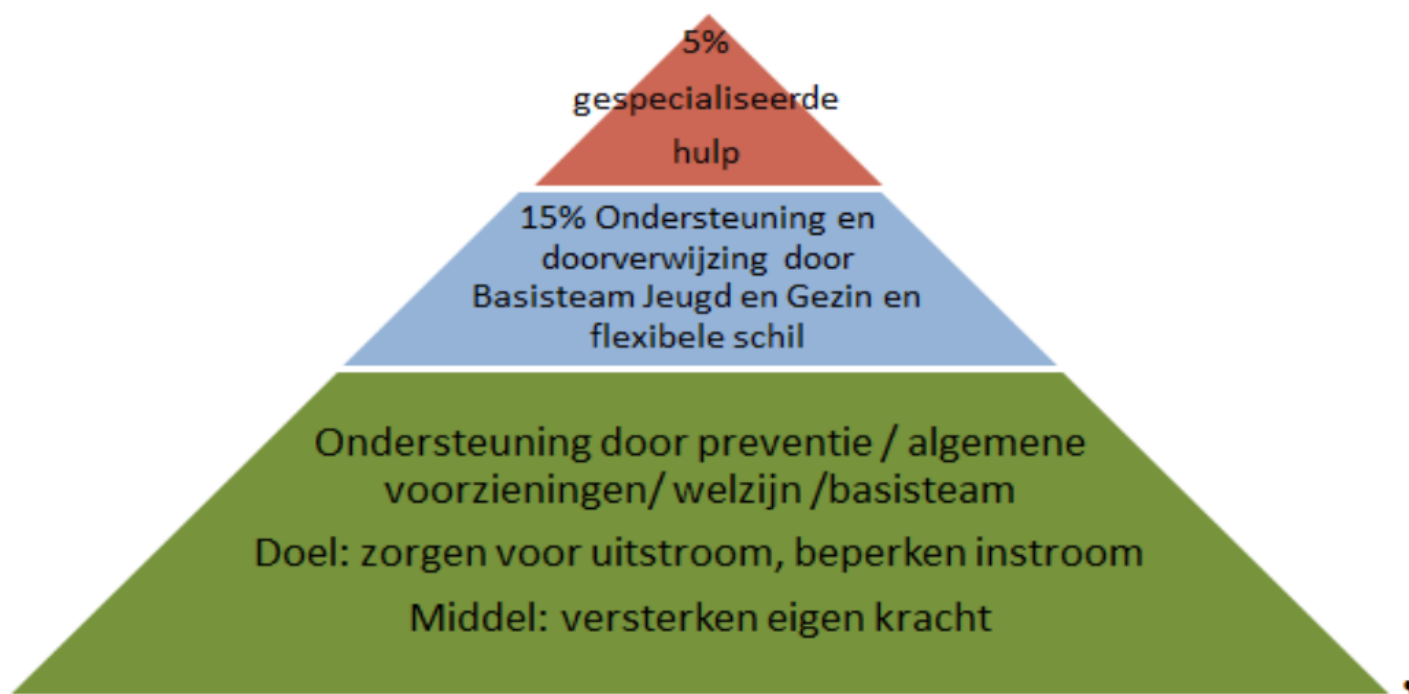 5%
gespecialiseerde
hulp
15% Ondersteuning en
doorverwijzing door
Basisteam Jeugd en Gezin en
flexibele schil
Ondersteuning door preventie / algemene
voorzieningen/ welzijn /basisteam
Doel: zorgen voor uitstroom, beperken instroom
Middel: versterken eigen kracht
.